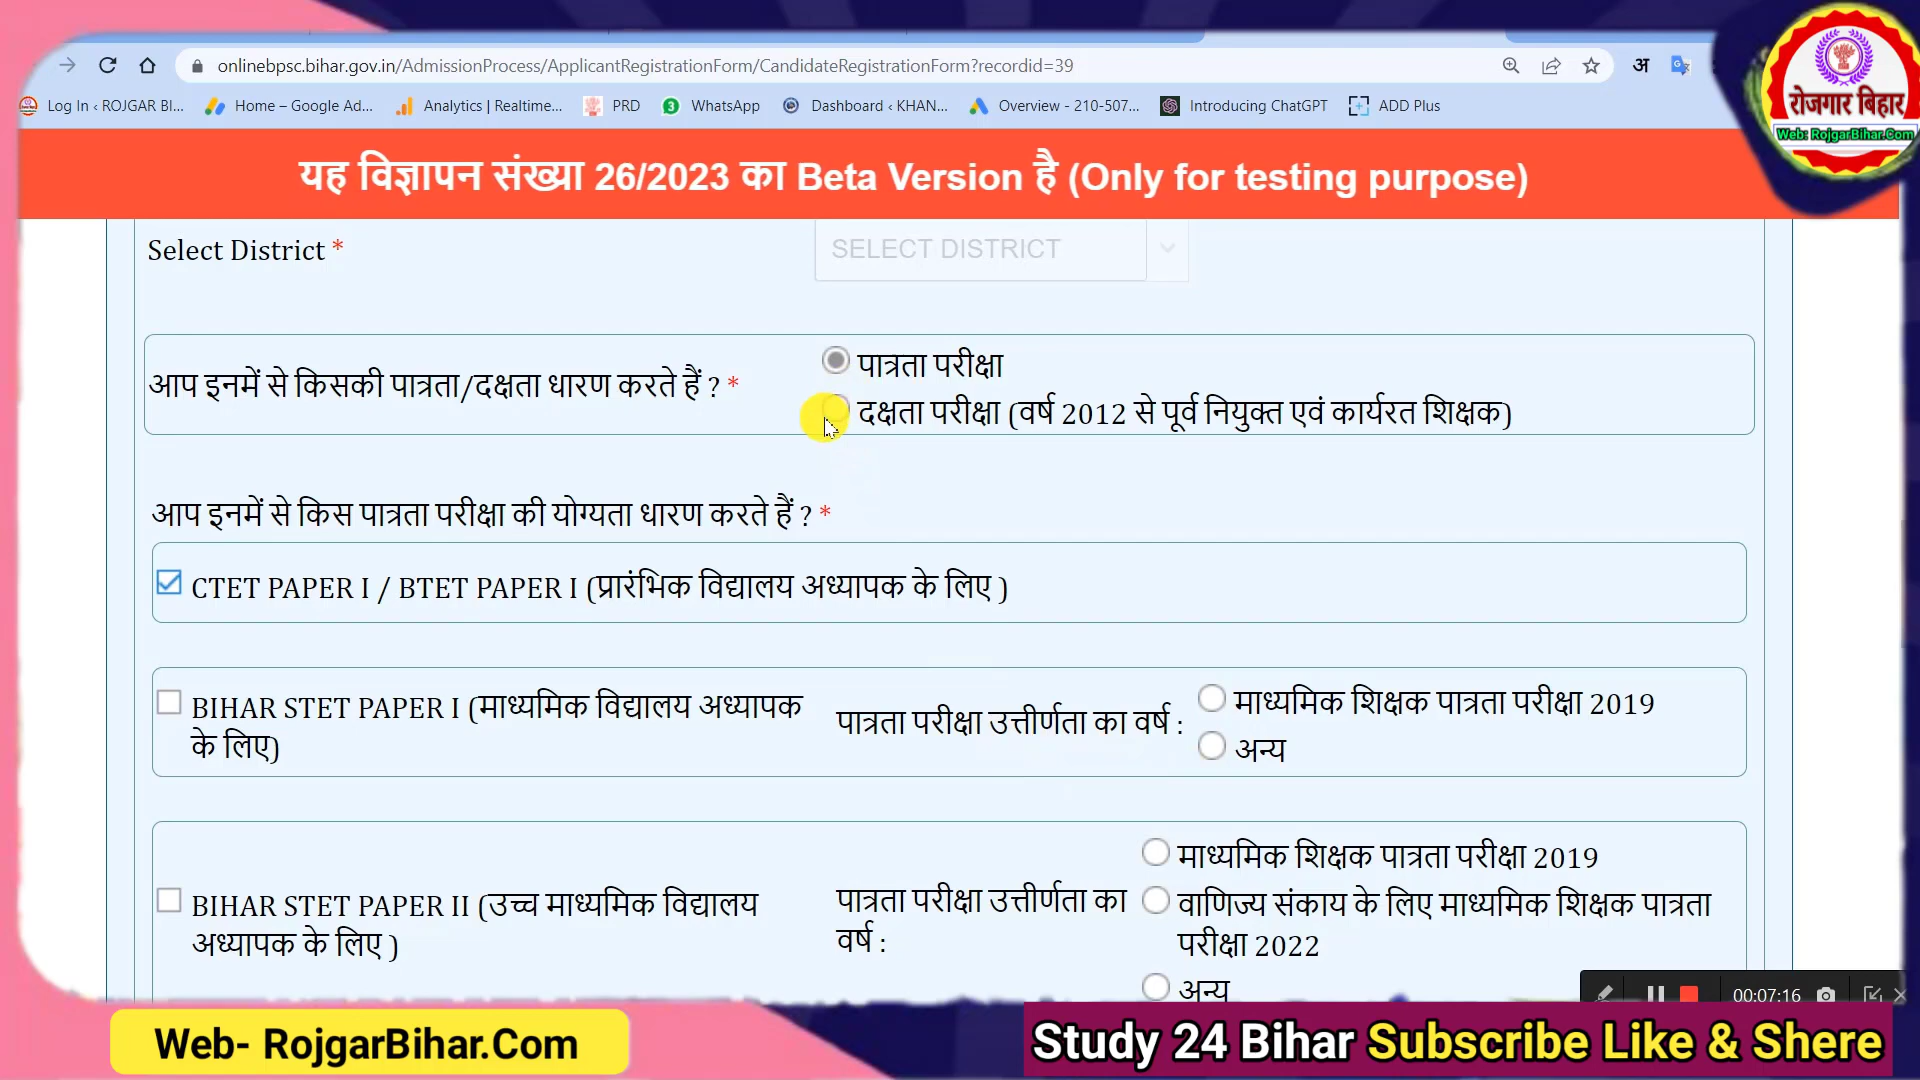 onlinebpsc.bihar.gov.in/AdmissionProcess/ApplicantRegistrationForm/CandidateRegistrationForm?recordid=39
अ
Log In ‹ ROJGAR BI... Home – Google Ad... Analytics | Realtime... PRD WhatsApp Dashboard ‹ KHAN... Overview - 210-507... Introducing ChatGPT ADD Plus
रोजगार बिहार
Web: RojgarBihar.Com
यह विज्ञापन संख्या 26/2023 का Beta Version है (Only for testing purpose)
Select District * SELECT DISTRICT
आप इनमें से किसकी पात्रता/दक्षता धारण करते हैं ? *
पात्रता परीक्षा
दक्षता परीक्षा (वर्ष 2012 से पूर्व नियुक्त एवं कार्यरत शिक्षक)
आप इनमें से किस पात्रता परीक्षा की योग्यता धारण करते हैं ? *
CTET PAPER I / BTET PAPER I (प्रारंभिक विद्यालय अध्यापक के लिए )
BIHAR STET PAPER I (माध्यमिक विद्यालय अध्यापक
के लिए)
पात्रता परीक्षा उत्तीर्णता का वर्ष :
माध्यमिक शिक्षक पात्रता परीक्षा 2019
अन्य
BIHAR STET PAPER II (उच्च माध्यमिक विद्यालय
अध्यापक के लिए )
पात्रता परीक्षा उत्तीर्णता का
वर्ष :
माध्यमिक शिक्षक पात्रता परीक्षा 2019
वाणिज्य संकाय के लिए माध्यमिक शिक्षक पात्रता
परीक्षा 2022
अन्य
00:07:16
Web- RojgarBihar.Com
Study 24 Bihar Subscribe Like & Shere